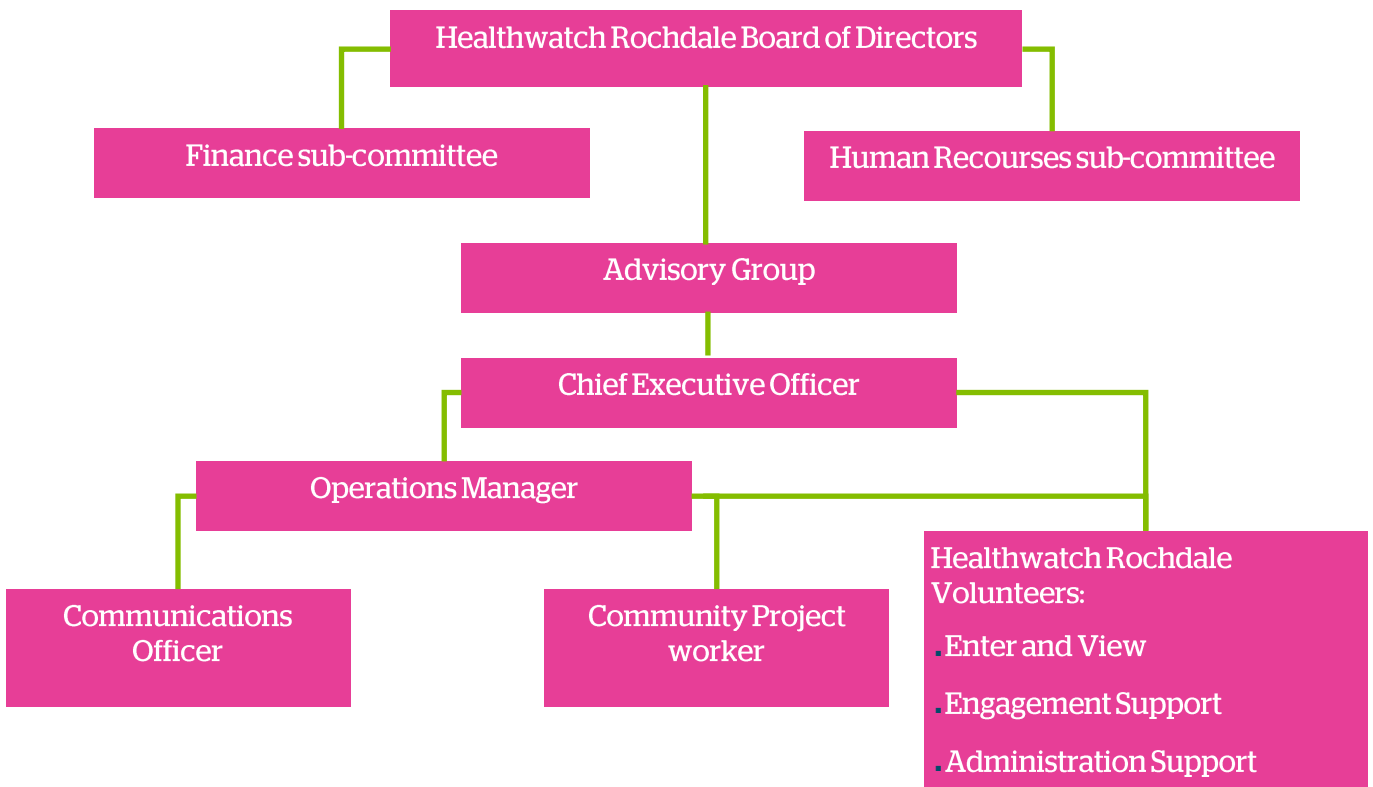 Healthwatch Rochdale Board of Directors
Finance sub-committee
Human Recourses sub-committee
Advisory Group
Chief Executive Officer
Operations Manager
Communications
Officer
Community Project
worker
Healthwatch Rochdale
Volunteers:
.Enter and View
.Engagement Support
.Administration Support